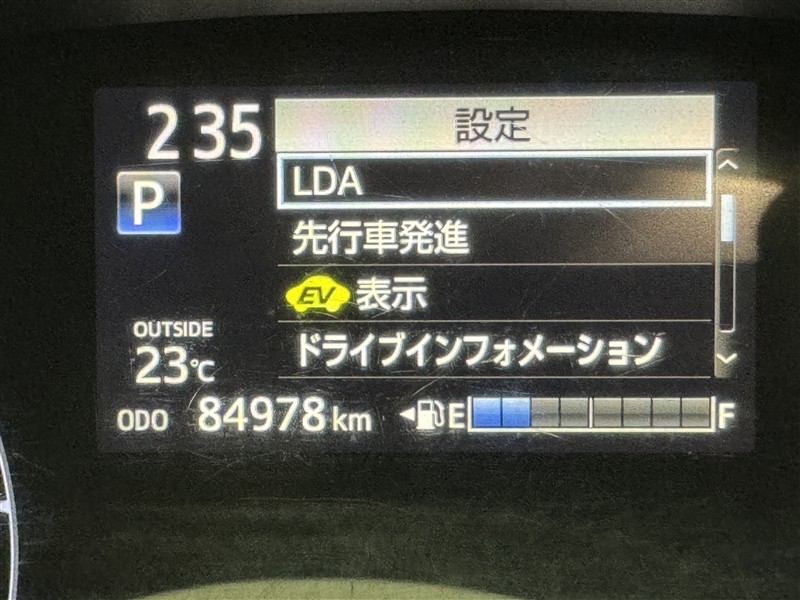 2 35
設定
P
LDA
先行車発進
EV 表示
ドライブインフォメーション
OUTSIDE
23℃
ODO 84978 km
E F